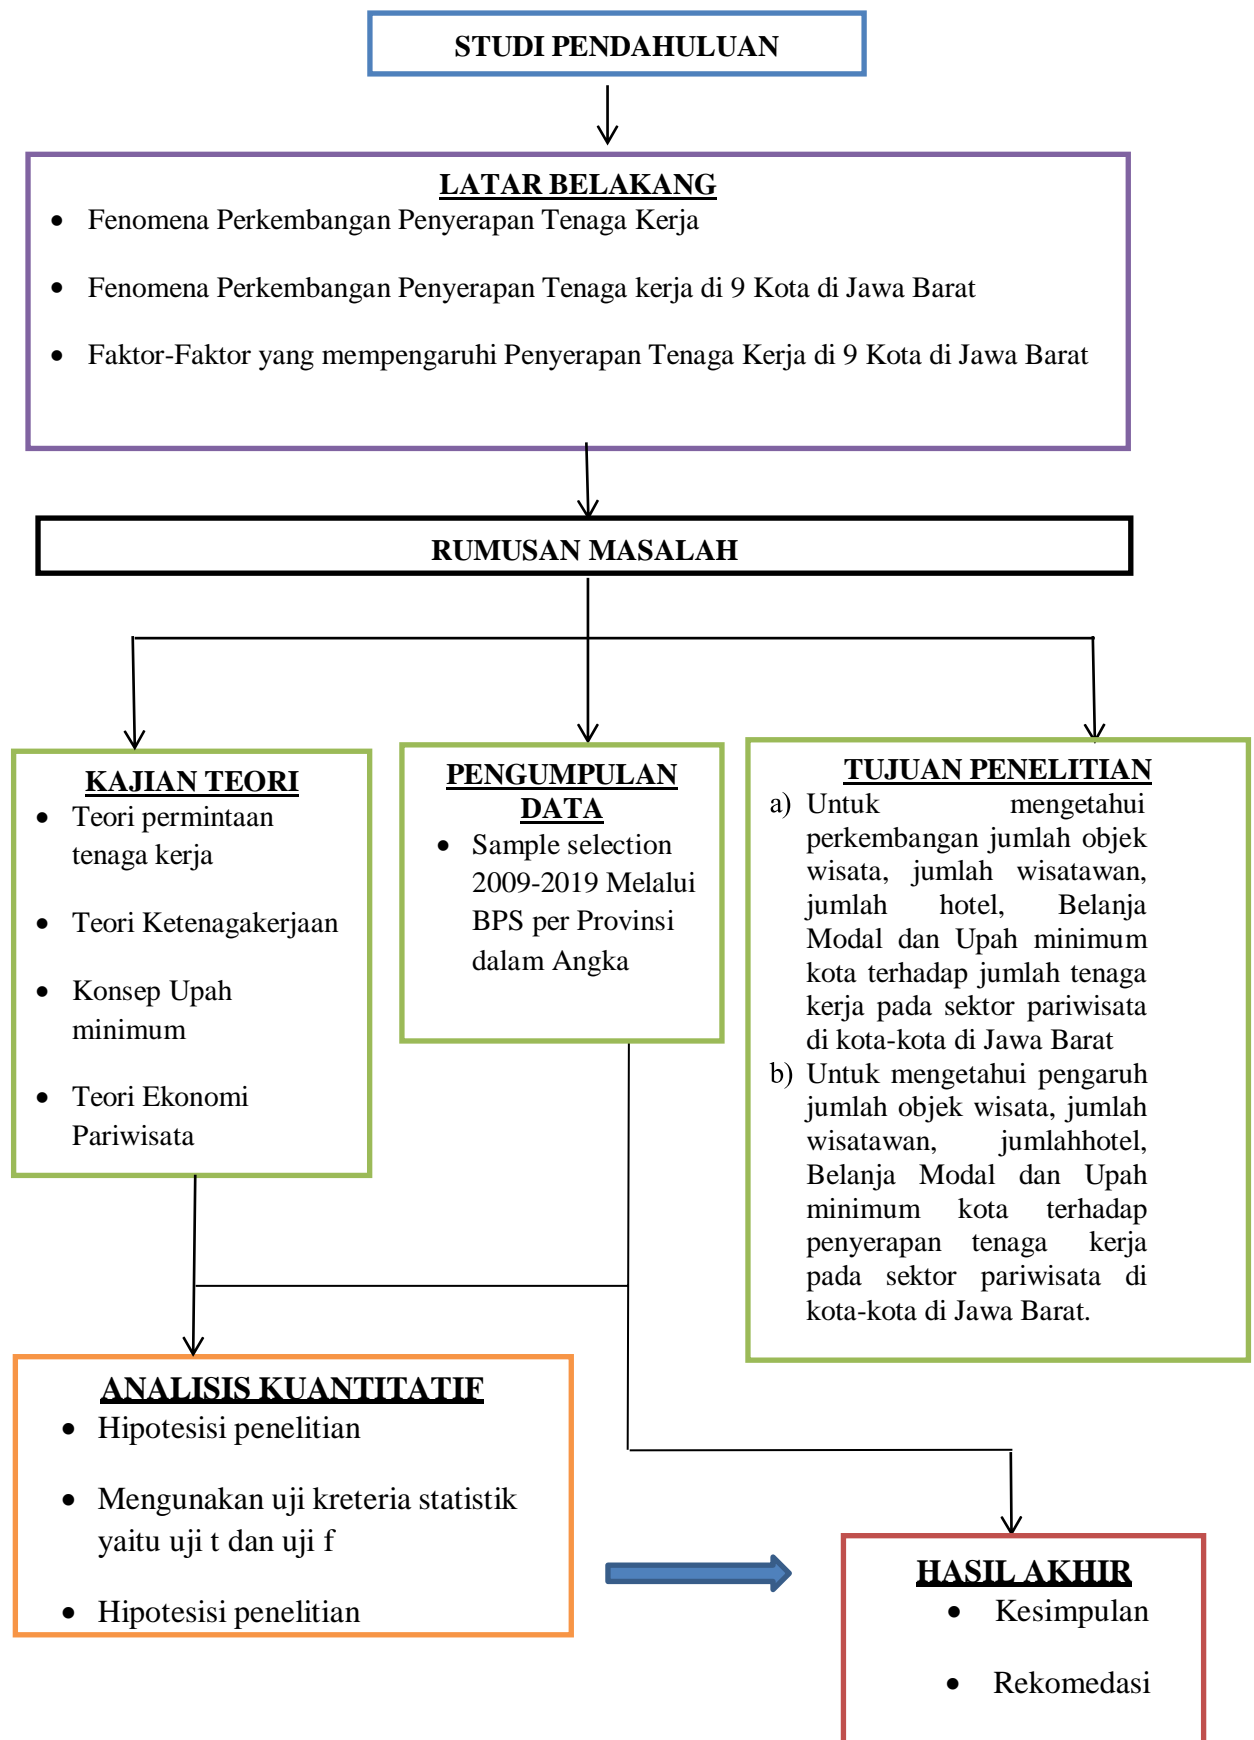 STUDI PENDAHULUAN
LATAR BELAKANG
• Fenomena Perkembangan Penyerapan Tenaga Kerja
• Fenomena Perkembangan Penyerapan Tenaga kerja di 9 Kota di Jawa Barat
• Faktor-Faktor yang mempengaruhi Penyerapan Tenaga Kerja di 9 Kota di Jawa Barat
RUMUSAN MASALAH
KAJIAN TEORI
• Teori permintaan
tenaga kerja
• Teori Ketenagakerjaan
• Konsep Upah
minimum
• Teori Ekonomi
Pariwisata
PENGUMPULAN
DATA
• Sample selection
2009-2019 Melalui
BPS per Provinsi
dalam Angka
TUJUAN PENELITIAN
a) Untuk mengetahui
perkembangan jumlah objek
wisata, jumlah wisatawan,
jumlah hotel, Belanja
Modal dan Upah minimum
kota terhadap jumlah tenaga
kerja pada sektor pariwisata
di kota-kota di Jawa Barat
b) Untuk mengetahui pengaruh
jumlah objek wisata, jumlah
wisatawan, jumlahhotel,
Belanja Modal dan Upah
minimum kota terhadap
penyerapan tenaga kerja
pada sektor pariwisata di
kota-kota di Jawa Barat.
ANALISIS KUANTITATIF
• Hipotesisi penelitian
• Mengunakan uji kreteria statistik
yaitu uji t dan uji f
• Hipotesisi penelitian
HASIL AKHIR
• Kesimpulan
• Rekomedasi